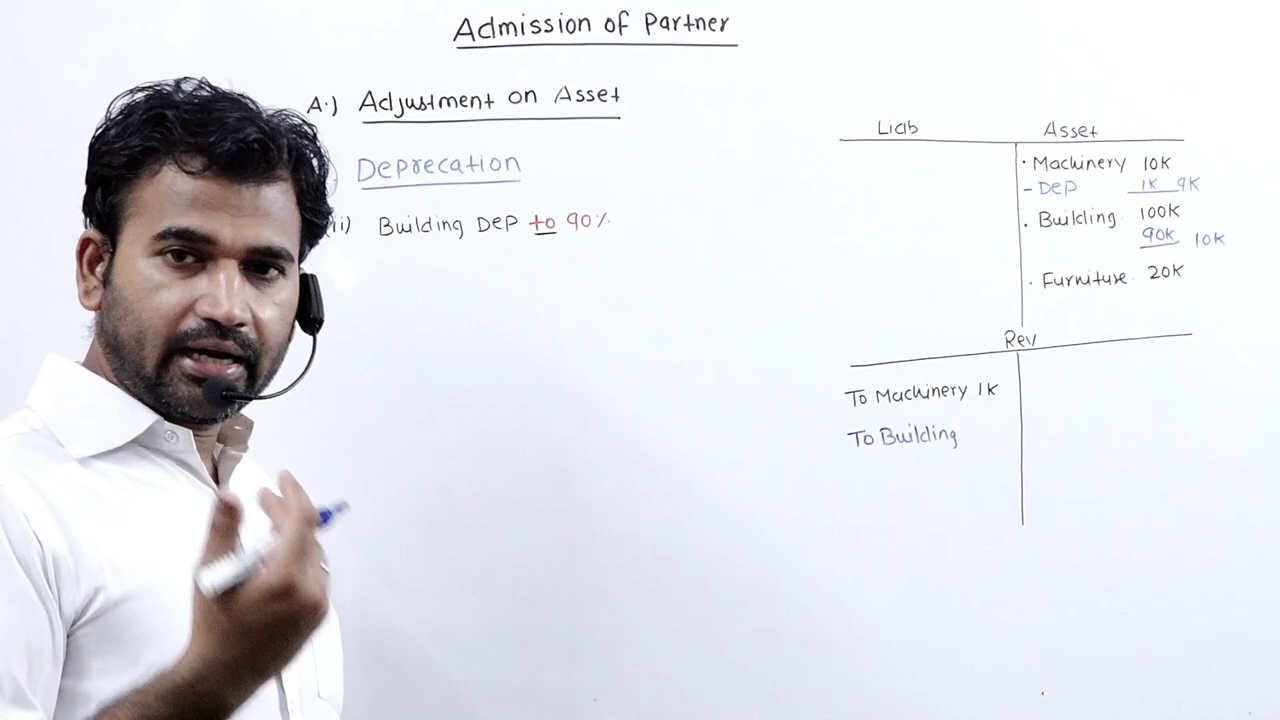 Admission of Partner
A.) Adjustment on Asset
) Deprecation
ii) Building Dep to 90%
Liab Asset
· Machinery 10K
- Dep 1K 9K
· Building 100K
90K 10K
· Furniture 20K
Rev
To Machinery 1K
To Building